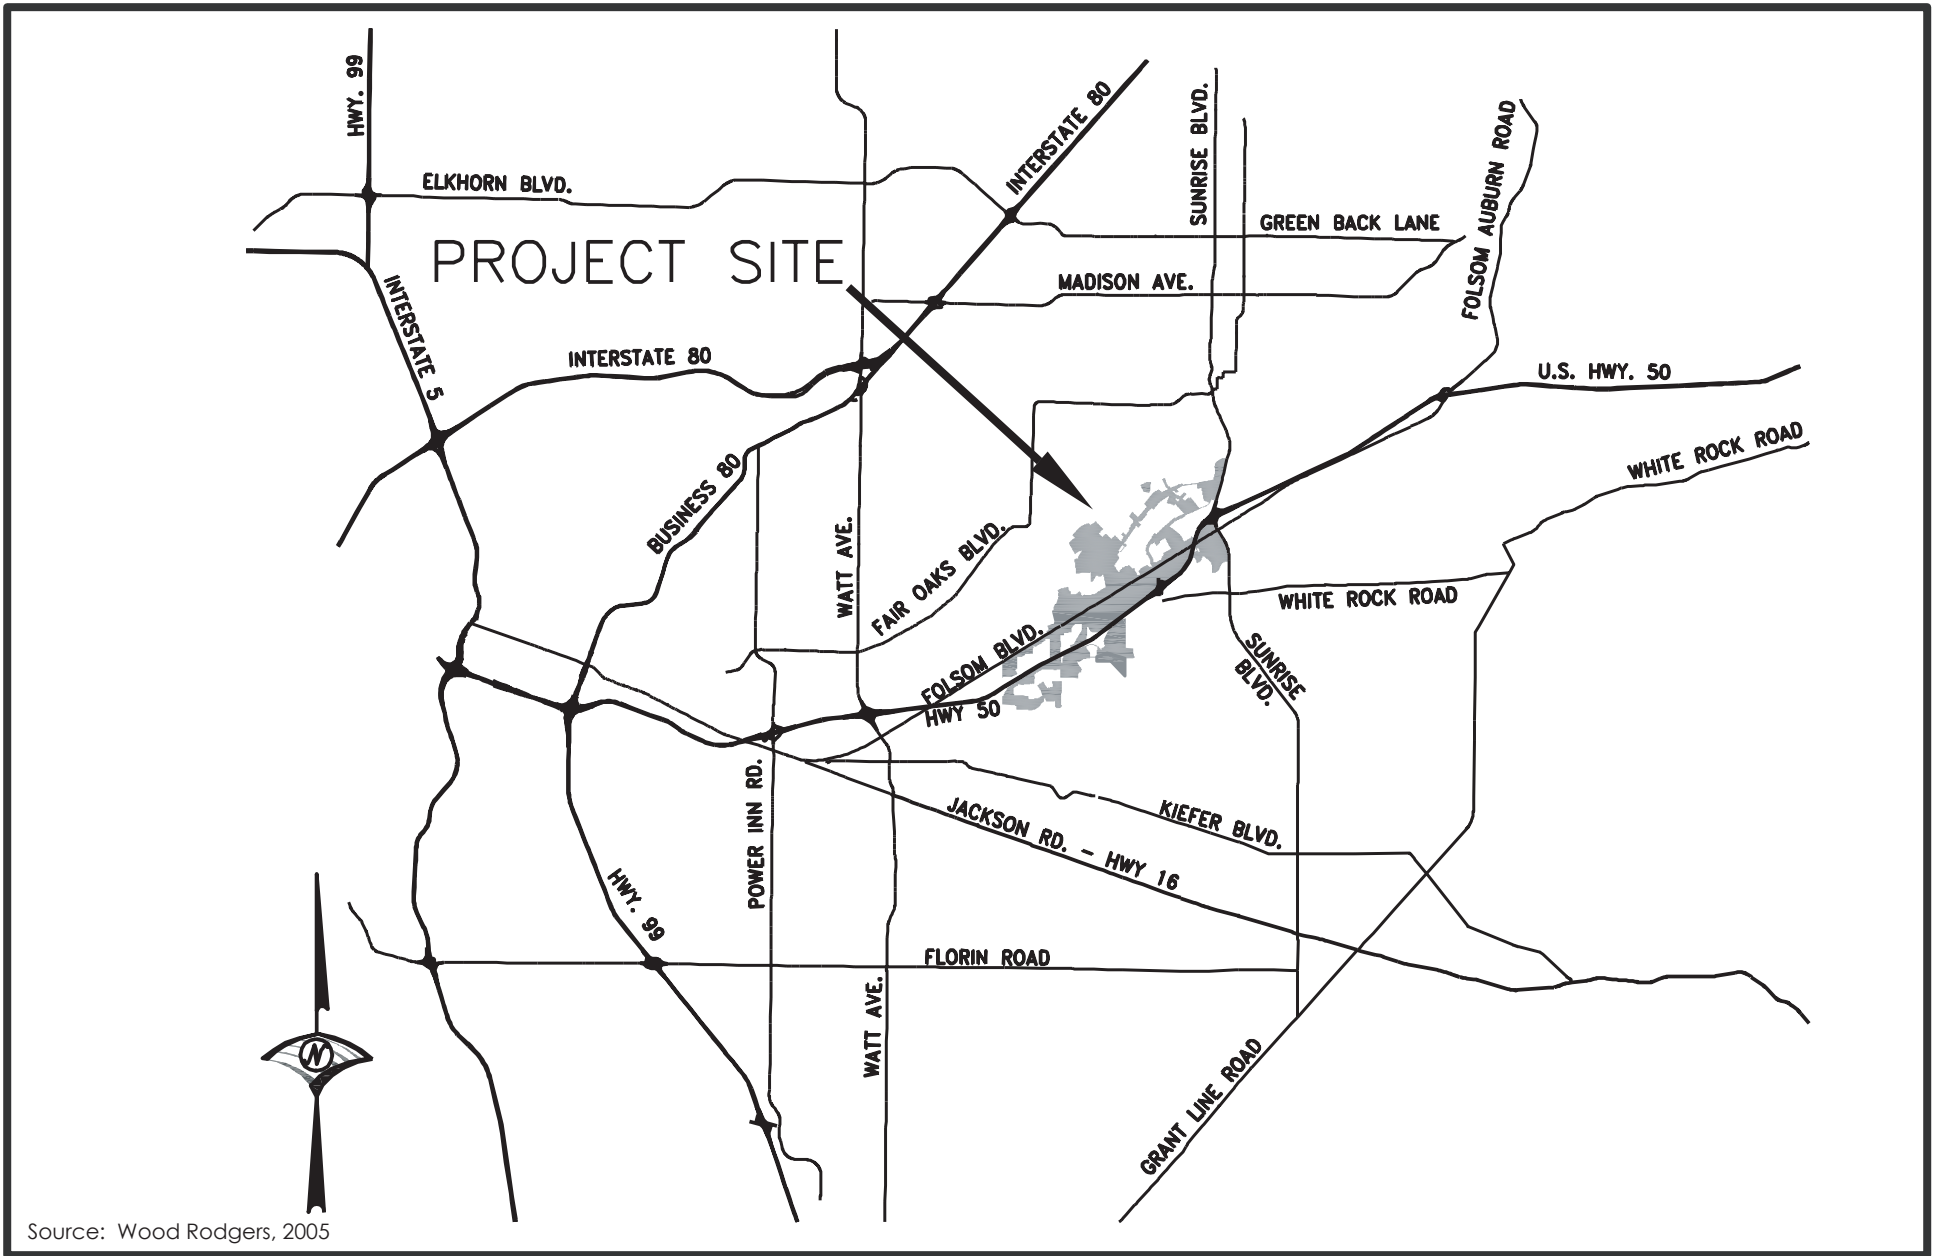 HWY. 99
INTERSTATE 80
SUNRISE BLVD.
FOLSOM AUBURN ROAD
ELKHORN BLVD.
GREEN BACK LANE
PROJECT SITE
MADISON AVE.
INTERSTATE 5
INTERSTATE 80
U.S. HWY. 50
WHITE ROCK ROAD
BUSINESS 80
WATT AVE.
FAIR OAKS BLVD.
WHITE ROCK ROAD
FOLSOM BLVD.
HWY 50
SUNRISE
BLVD.
POWER INN RD.
JACKSON RD. - HWY 16
KIEFER BLVD.
HWY. 99
FLORIN ROAD
WATT AVE.
GRANT LINE ROAD
N
Source: Wood Rodgers, 2005